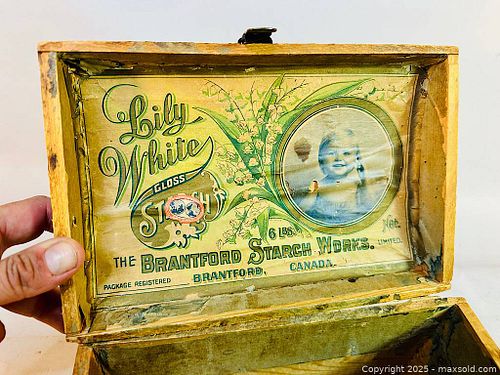 Lily
White
GLOSS
STARCH
6 LBS. Net.
THE BRANTFORD STARCH WORKS. LIMITED.
BRANTFORD, CANADA.
PACKAGE REGISTERED
Copyright © 2025 - maxsold.com